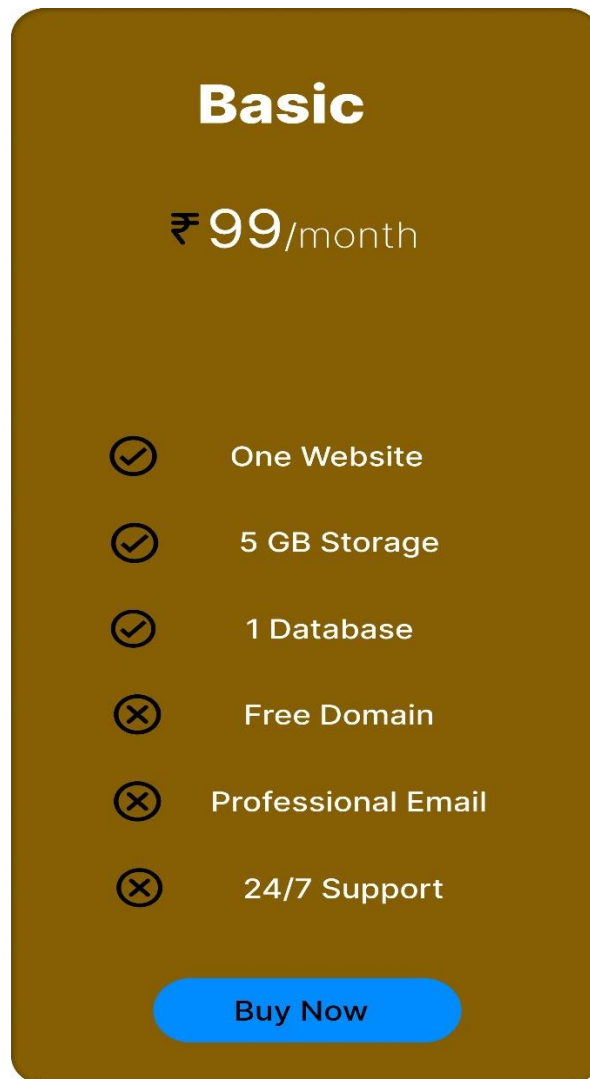 Basic
₹99/month
One Website
5 GB Storage
1 Database
Free Domain
Professional Email
24/7 Support
Buy Now